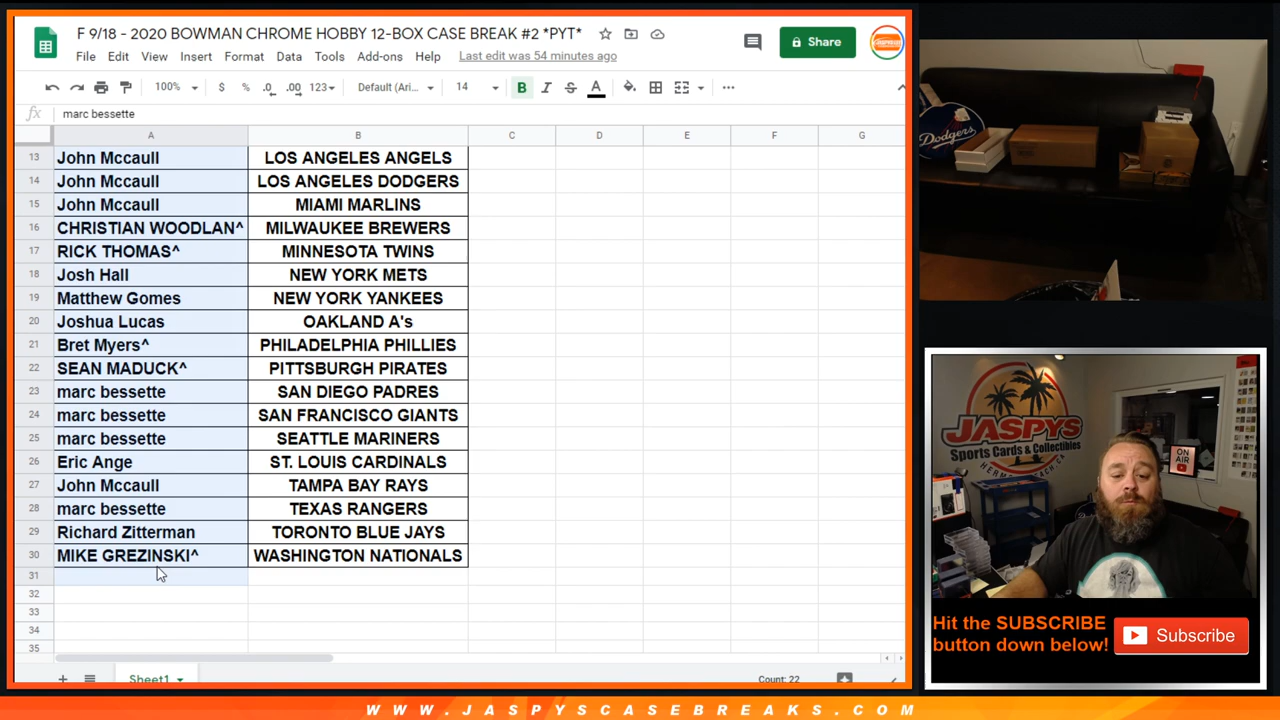 F 9/18 - 2020 BOWMAN CHROME HOBBY 12-BOX CASE BREAK #2 *PYT*
File Edit View Insert Format Data Tools Add-ons Help Last edit was 54 minutes ago
Share
JASPYS
100% $ % .0 .00 123 Default (Ari... 14 B I S A
fx marc bessette
A B C D E F G
13 John Mccaull LOS ANGELES ANGELS
14 John Mccaull LOS ANGELES DODGERS
15 John Mccaull MIAMI MARLINS
16 CHRISTIAN WOODLAN^ MILWAUKEE BREWERS
17 RICK THOMAS^ MINNESOTA TWINS
18 Josh Hall NEW YORK METS
19 Matthew Gomes NEW YORK YANKEES
20 Joshua Lucas OAKLAND A's
21 Bret Myers^ PHILADELPHIA PHILLIES
22 SEAN MADUCK^ PITTSBURGH PIRATES
23 marc bessette SAN DIEGO PADRES
24 marc bessette SAN FRANCISCO GIANTS
25 marc bessette SEATTLE MARINERS
26 Eric Ange ST. LOUIS CARDINALS
27 John Mccaull TAMPA BAY RAYS
28 marc bessette TEXAS RANGERS
29 Richard Zitterman TORONTO BLUE JAYS
30 MIKE GREZINSKI^ WASHINGTON NATIONALS
31
32
33
34
35
Sheet1
Count: 22
Dodgers
JASPYS
Sports Cards & Collectibles
ON AIR
Hit the SUBSCRIBE
button down below!
Subscribe
WWW.JASPYSCASEBREAKS.COM